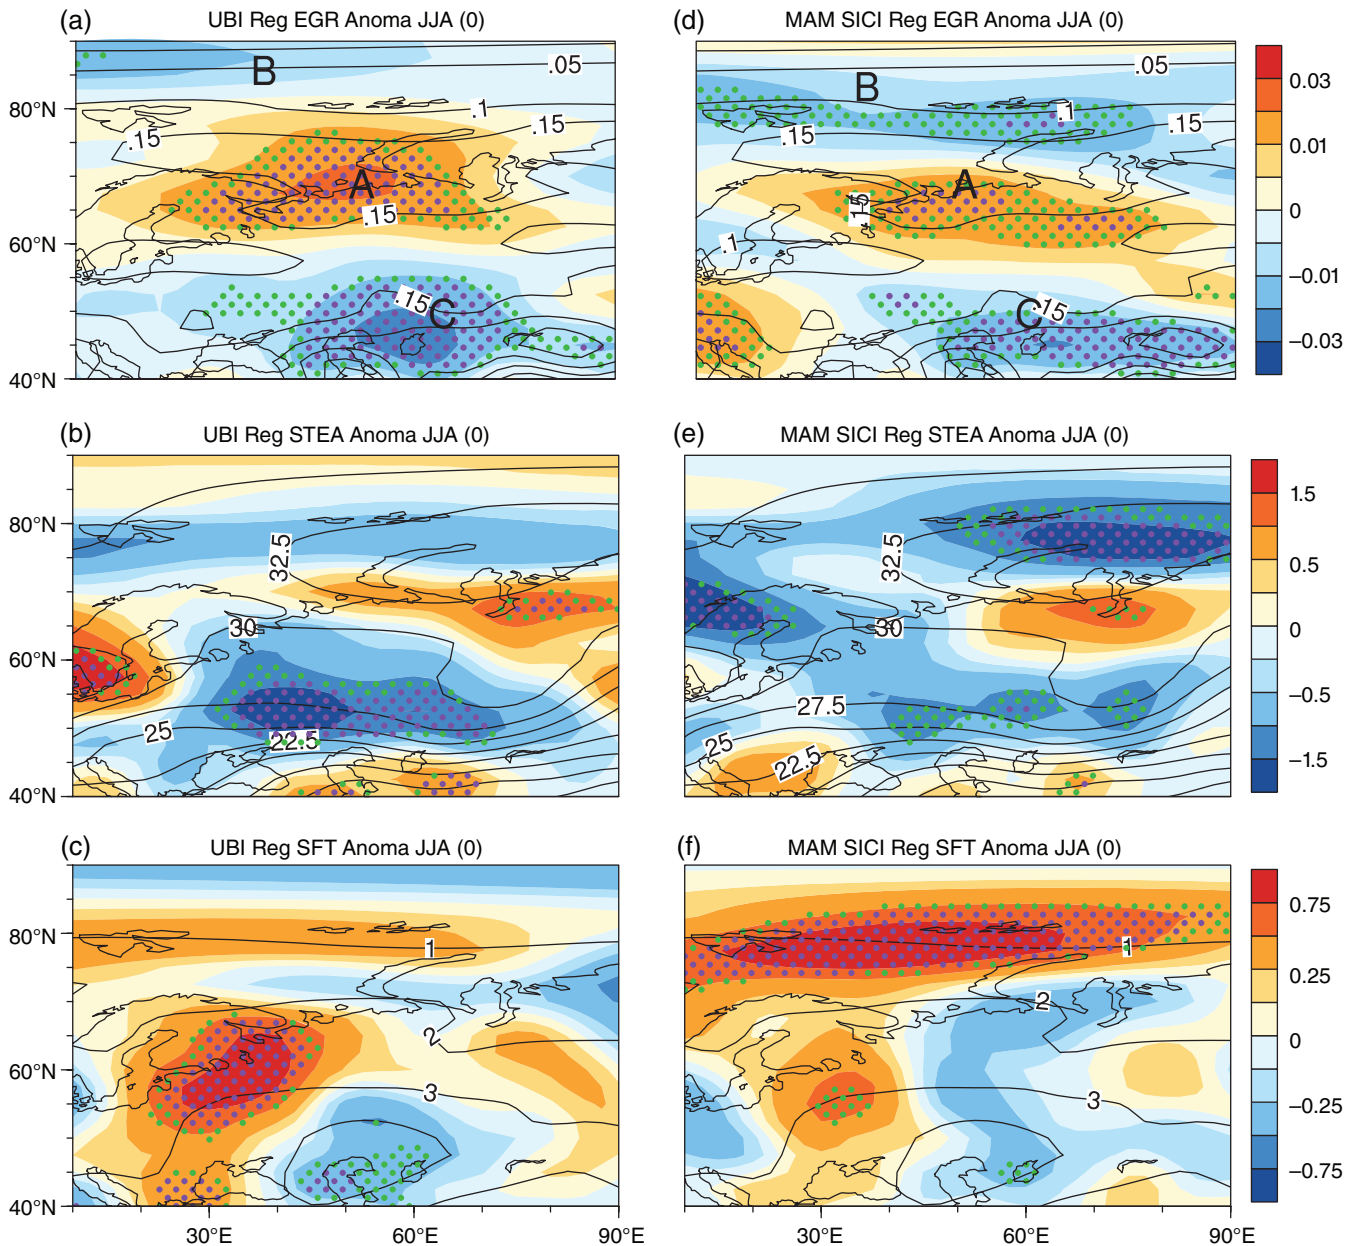 (a) UBI Reg EGR Anoma JJA (0)
B
.05
80°N
.1
.15
.15
A
.15
60°N
.15
C
40°N
(d) MAM SICI Reg EGR Anoma JJA (0)
B
.05
.1
.15
.15
A
.15
.1
C
.15
0.03
0.01
0
−0.01
−0.03
(b) UBI Reg STEA Anoma JJA (0)
80°N
32.5
30
60°N
25
22.5
40°N
(e) MAM SICI Reg STEA Anoma JJA (0)
32.5
30
27.5
25
22.5
1.5
0.5
0
−0.5
−1.5
(c) UBI Reg SFT Anoma JJA (0)
80°N
1
2
60°N
3
40°N
30°E 60°E 90°E
(f) MAM SICI Reg SFT Anoma JJA (0)
1
2
3
30°E 60°E 90°E
0.75
0.25
0
−0.25
−0.75